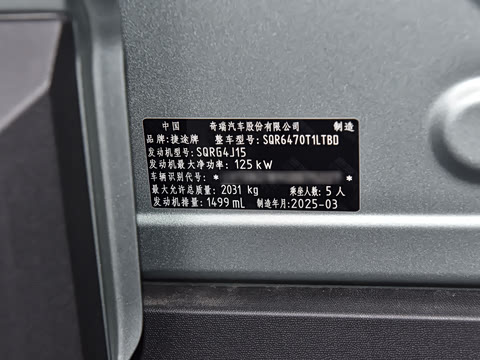 中国 奇瑞汽车股份有限公司 制造
品牌：捷途牌 整车型号：SQR6470T1LTBD
发动机型号：SQRG4J15
发动机最大净功率：125 kW
车辆识别代号：* *
最大允许总质量：2031 kg 乘坐人数：5 人
发动机排量：1499 mL 制造年月：2025-03